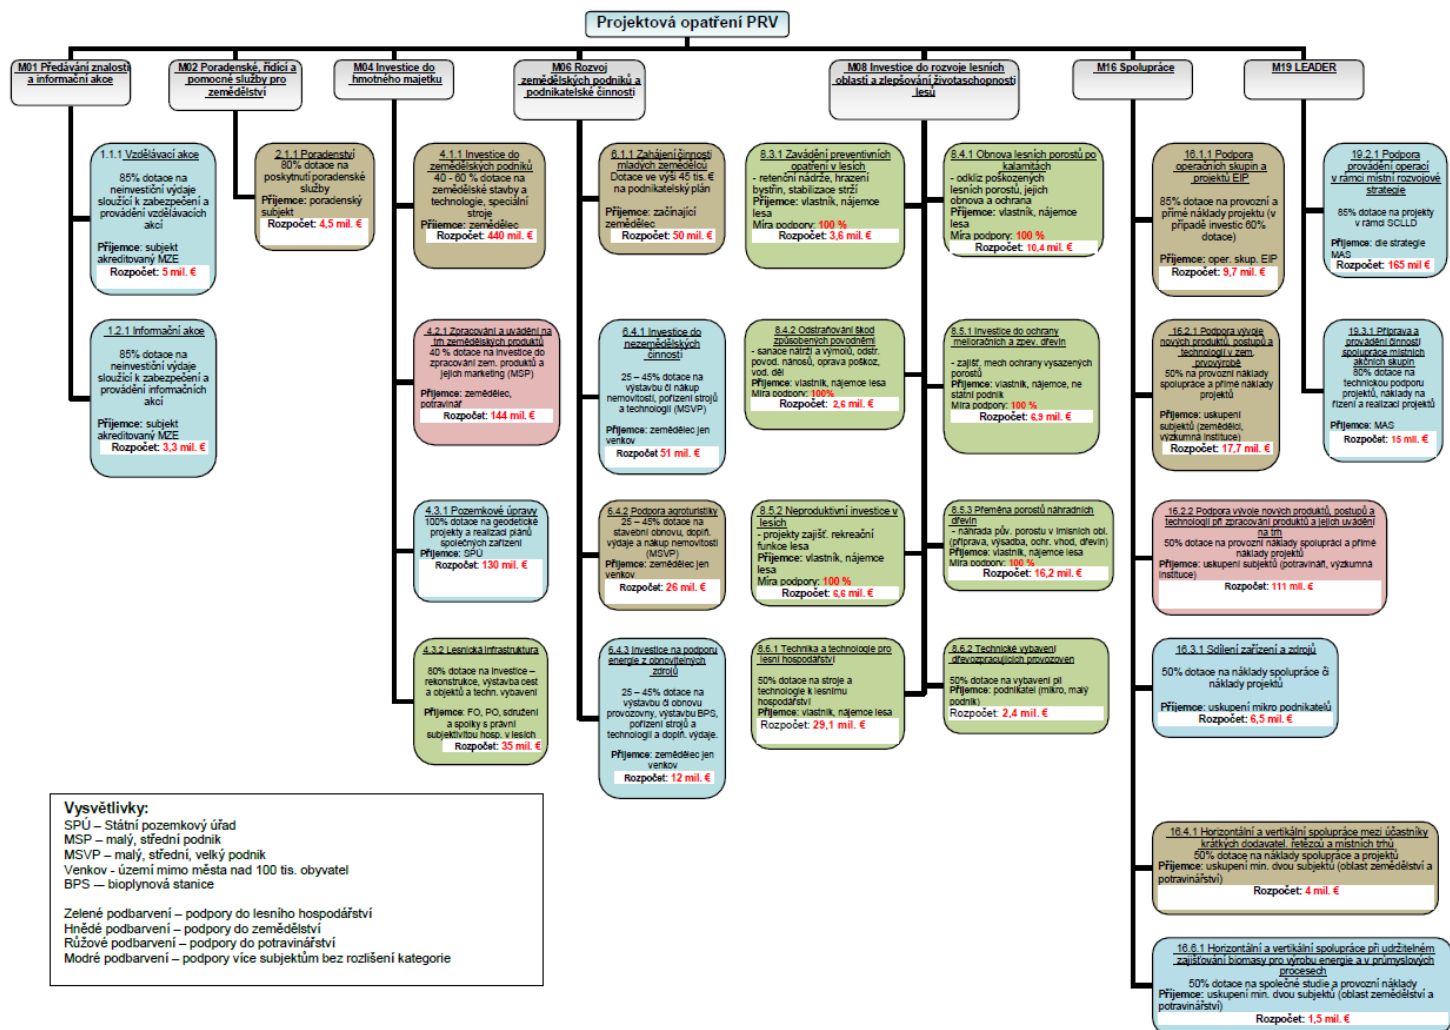 Projektová opatření PRV
M01 Předávání znalostí
a informační akce
1.1.1 Vzdělávací akce
85% dotace na
neinvestiční výdaje
sloužící k zabezpečení a
provádění vzdělávacích
akcí
Příjemce: subjekt
akreditovaný MZE
Rozpočet: 5 mil. €
1.2.1 Informační akce
85% dotace na
neinvestiční výdaje
sloužící k zabezpečení a
provádění informačních
akcí
Příjemce: subjekt
akreditovaný MZE
Rozpočet: 3,3 mil. €
M02 Poradenské, řídící a
pomocné služby pro
zemědělství
2.1.1 Poradenství
80% dotace na
poskytnutí poradenské
služby
Příjemce: poradenský
subjekt
Rozpočet: 4,5 mil. €
M04 Investice do
hmotného majetku
4.1.1 Investice do
zemědělských podniků
40 - 60 % dotace na
zemědělské stavby a
technologie, speciální
stroje
Příjemce: zemědělec
Rozpočet: 440 mil. €
4.2.1 Zpracování a uvádění na
trh zemědělských produktů
40 % dotace na investice do
zpracování zem. produktů a
jejich marketing (MSP)
Příjemce: zemědělec,
potravinář
Rozpočet: 144 mil. €
4.3.1 Pozemkové úpravy
100% dotace na geodetické
projekty a realizaci plánů
společných zařízení
Příjemce: SPÚ
Rozpočet: 130 mil. €
4.3.2 Lesnická infrastruktura
80% dotace na investice –
rekonstrukce, výstavba cest
a objektů a techn. vybavení
Příjemce: FO, PO, sdružení
a spolky s právní
subjektivitou hosp. v lesích
Rozpočet: 35 mil. €
M06 Rozvoj
zemědělských podniků a
podnikatelské činnosti
6.1.1 Zahájení činnosti
mladých zemědělců
Dotace ve výši 45 tis. €
na podnikatelský plán
Příjemce: začínající
zemědělec
Rozpočet: 50 mil. €
6.4.1 Investice do
nezemědělských
činností
25 – 45% dotace na
výstavbu či nákup
nemovitostí, pořízení strojů
a technologií (MSVP)
Příjemce: zemědělec jen
venkov
Rozpočet 51 mil. €
6.4.2 Podpora agroturistiky
25 – 45% dotace na
stavební obnovu, doplň.
výdaje a nákup nemovitostí
(MSVP)
Příjemce: zemědělec jen
venkov
Rozpočet: 26 mil. €
6.4.3 Investice na podporu
energie z obnovitelných
zdrojů
25 – 45% dotace na
výstavbu či obnovu
provozovny, výstavbu BPS,
pořízení strojů a
technologií a doplň. výdaje.
Příjemce: zemědělec jen
venkov
Rozpočet: 12 mil. €
M08 Investice do rozvoje lesních
oblastí a zlepšování životaschopnosti
lesů
8.3.1 Zavádění preventivních
opatření v lesích
- retenční nádrže, hrazení
bystřin, stabilizace strží
Příjemce: vlastník, nájemce
lesa
Míra podpory: 100 %
Rozpočet: 3,6 mil. €
8.4.1 Obnova lesních porostů po
kalamitách
- odkliz poškozených
lesních porostů, jejich
obnova a ochrana
Příjemce: vlastník, nájemce
lesa
Míra podpory: 100 %
Rozpočet: 10,4 mil. €
8.4.2 Odstraňování škod
způsobených povodněmi
- sanace nátrží a výmolů, odstr.
povod. nánosů, oprava poškoz.
vod. děl
Příjemce: vlastník, nájemce lesa
Míra podpory: 100%
Rozpočet: 2,6 mil. €
8.5.1 Investice do ochrany
melioračních a zpev. dřevin
- zajišť. mech ochrany vysazených
porostů
Příjemce: vlastník, nájemce, ne
státní podnik
Míra podpory: 100 %
Rozpočet: 6,9 mil. €
8.5.2 Neproduktivní investice v
lesích
- projekty zajišť. rekreační
funkce lesa
Příjemce: vlastník, nájemce
lesa
Míra podpory: 100 %
Rozpočet: 6,6 mil. €
8.5.3 Přeměna porostů náhradních
dřevin
- náhrada pův. porostu v imisních obl.
(příprava, výsadba, ochr. vhod, dřevin)
Příjemce: vlastník, nájemce lesa
Míra podpory: 100 %
Rozpočet: 16,2 mil. €
8.6.1 Technika a technologie pro
lesní hospodářství
50% dotace na stroje a
technologie k lesnímu
hospodářství
Příjemce: vlastník, nájemce lesa
Rozpočet: 29,1 mil. €
8.6.2 Technické vybavení
dřevozpracujících provozoven
50% dotace na vybavení pil
Příjemce: podnikatel (mikro, malý
podnik)
Rozpočet: 2,4 mil. €
M16 Spolupráce
16.1.1 Podpora
operačních skupin a
projektů EIP
85% dotace na provozní a
přímé náklady projektu (v
případě investic 60%
dotace)
Příjemce: oper. skup. EIP
Rozpočet: 9,7 mil. €
16.2.1 Podpora vývoje
nových produktů, postupů
a technologií v zem.
prvovýrobě
50% na provozní náklady
spolupráce a přímé náklady
projektů
Příjemce: uskupení
subjektů (zemědělci,
výzkumná instituce)
Rozpočet: 17,7 mil. €
16.2.2 Podpora vývoje nových produktů, postupů
a technologií při zpracování produktů a jejich uvádění
na trh
50% dotace na provozní náklady spolupráci a přímé
náklady projektů
Příjemce: uskupení subjektů (potravináři, výzkumná
instituce)
Rozpočet: 111 mil. €
16.3.1 Sdílení zařízení a zdrojů
50% dotace na náklady spolupráce či
náklady projektů
Příjemce: uskupení mikro podnikatelů
Rozpočet: 6,5 mil. €
16.4.1 Horizontální a vertikální spolupráce mezi účastníky
krátkých dodavatel. řetězců a místních trhů
50% dotace na náklady spolupráce a projektů
Příjemce: uskupení min. dvou subjektů (oblast zemědělství a
potravinářství)
Rozpočet: 4 mil. €
16.6.1 Horizontální a vertikální spolupráce při udržitelném
zajišťování biomasy pro výrobu energie a v průmyslových
procesech
50% dotace na společné studie a provozní náklady
Příjemce: uskupení min. dvou subjektů (oblast zemědělství a
potravinářství)
Rozpočet: 1,5 mil. €
M19 LEADER
19.2.1 Podpora
provádění operací
v rámci místní rozvojové
strategie
85% dotace na projekty
v rámci SCLLD
Příjemce: dle strategie
MAS
Rozpočet: 165 mil €
19.3.1 Příprava a
provádění činností
spolupráce místních
akčních skupin
80% dotace na
technickou podporu
projektů, náklady na
řízení a realizaci projektů
Příjemce: MAS
Rozpočet: 15 mil. €
Vysvětlivky:
SPÚ – Státní pozemkový úřad
MSP – malý, střední podnik
MSVP – malý, střední, velký podnik
Venkov - území mimo města nad 100 tis. obyvatel
BPS –- bioplynová stanice
Zelené podbarvení – podpory do lesního hospodářství
Hnědé podbarvení – podpory do zemědělství
Růžové podbarvení – podpory do potravinářství
Modré podbarvení – podpory více subjektům bez rozlišení kategorie